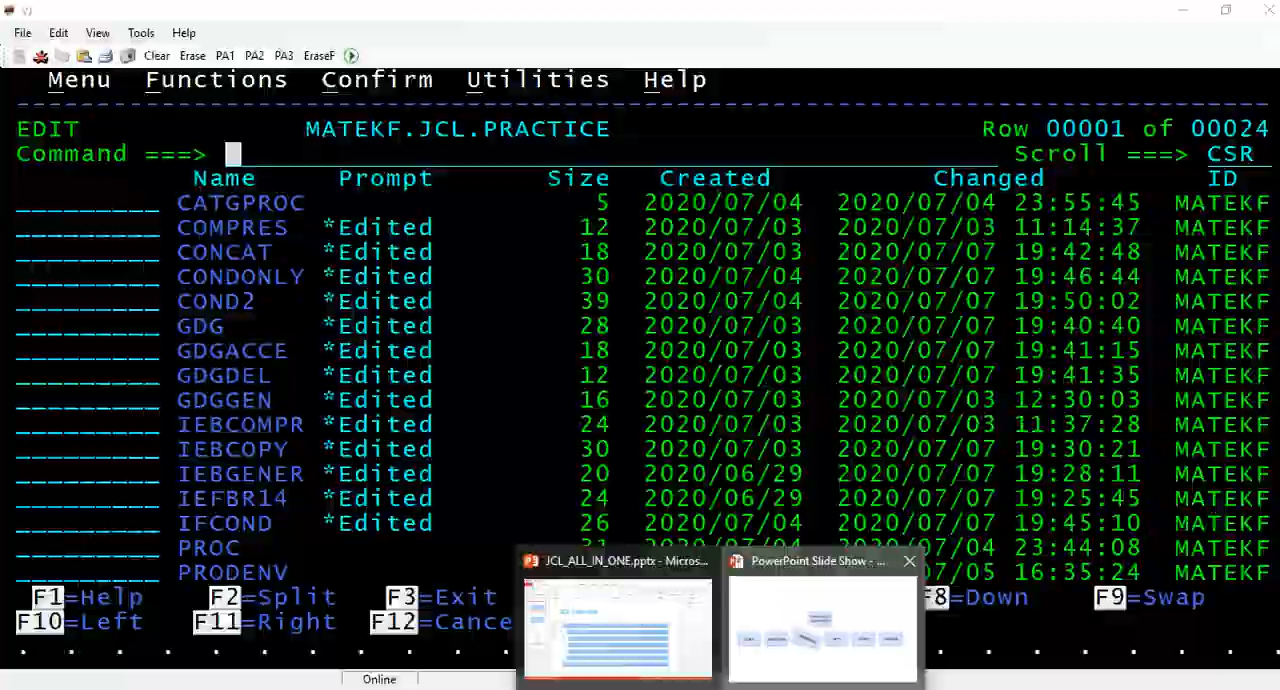 VJ
File Edit View Tools Help
Clear Erase PA1 PA2 PA3 EraseF
Menu Functions Confirm Utilities Help
EDIT MATEKF.JCL.PRACTICE Row 00001 of 00024
Command ===> Scroll ===> CSR
Name Prompt Size Created Changed ID
CATGPROC 5 2020/07/04 2020/07/04 23:55:45 MATEKF
COMPRES *Edited 12 2020/07/03 2020/07/03 11:14:37 MATEKF
CONCAT *Edited 18 2020/07/03 2020/07/07 19:42:48 MATEKF
CONDONLY *Edited 30 2020/07/04 2020/07/07 19:46:44 MATEKF
COND2 *Edited 39 2020/07/04 2020/07/07 19:50:02 MATEKF
GDG *Edited 28 2020/07/03 2020/07/07 19:40:40 MATEKF
GDGACCE *Edited 18 2020/07/03 2020/07/07 19:41:15 MATEKF
GDGDEL *Edited 12 2020/07/03 2020/07/07 19:41:35 MATEKF
GDGGEN *Edited 16 2020/07/03 2020/07/03 12:30:03 MATEKF
IEBCOMPR *Edited 24 2020/07/03 2020/07/03 11:37:28 MATEKF
IEBCOPY *Edited 30 2020/07/03 2020/07/07 19:30:21 MATEKF
IEBGENER *Edited 20 2020/06/29 2020/07/07 19:28:11 MATEKF
IEFBR14 *Edited 24 2020/06/29 2020/07/07 19:25:45 MATEKF
IFCOND *Edited 26 2020/07/04 2020/07/07 19:45:10 MATEKF
PROC 31 2020/07/04 2020/07/04 23:44:08 MATEKF
PRODENV 07/05 16:35:24 MATEKF
JCL_ALL_IN_ONE.pptx - Micros... PowerPoint Slide Show - ...
F1=Help F2=Split F3=Exit F8=Down F9=Swap
F10=Left F11=Right F12=Cance
Online